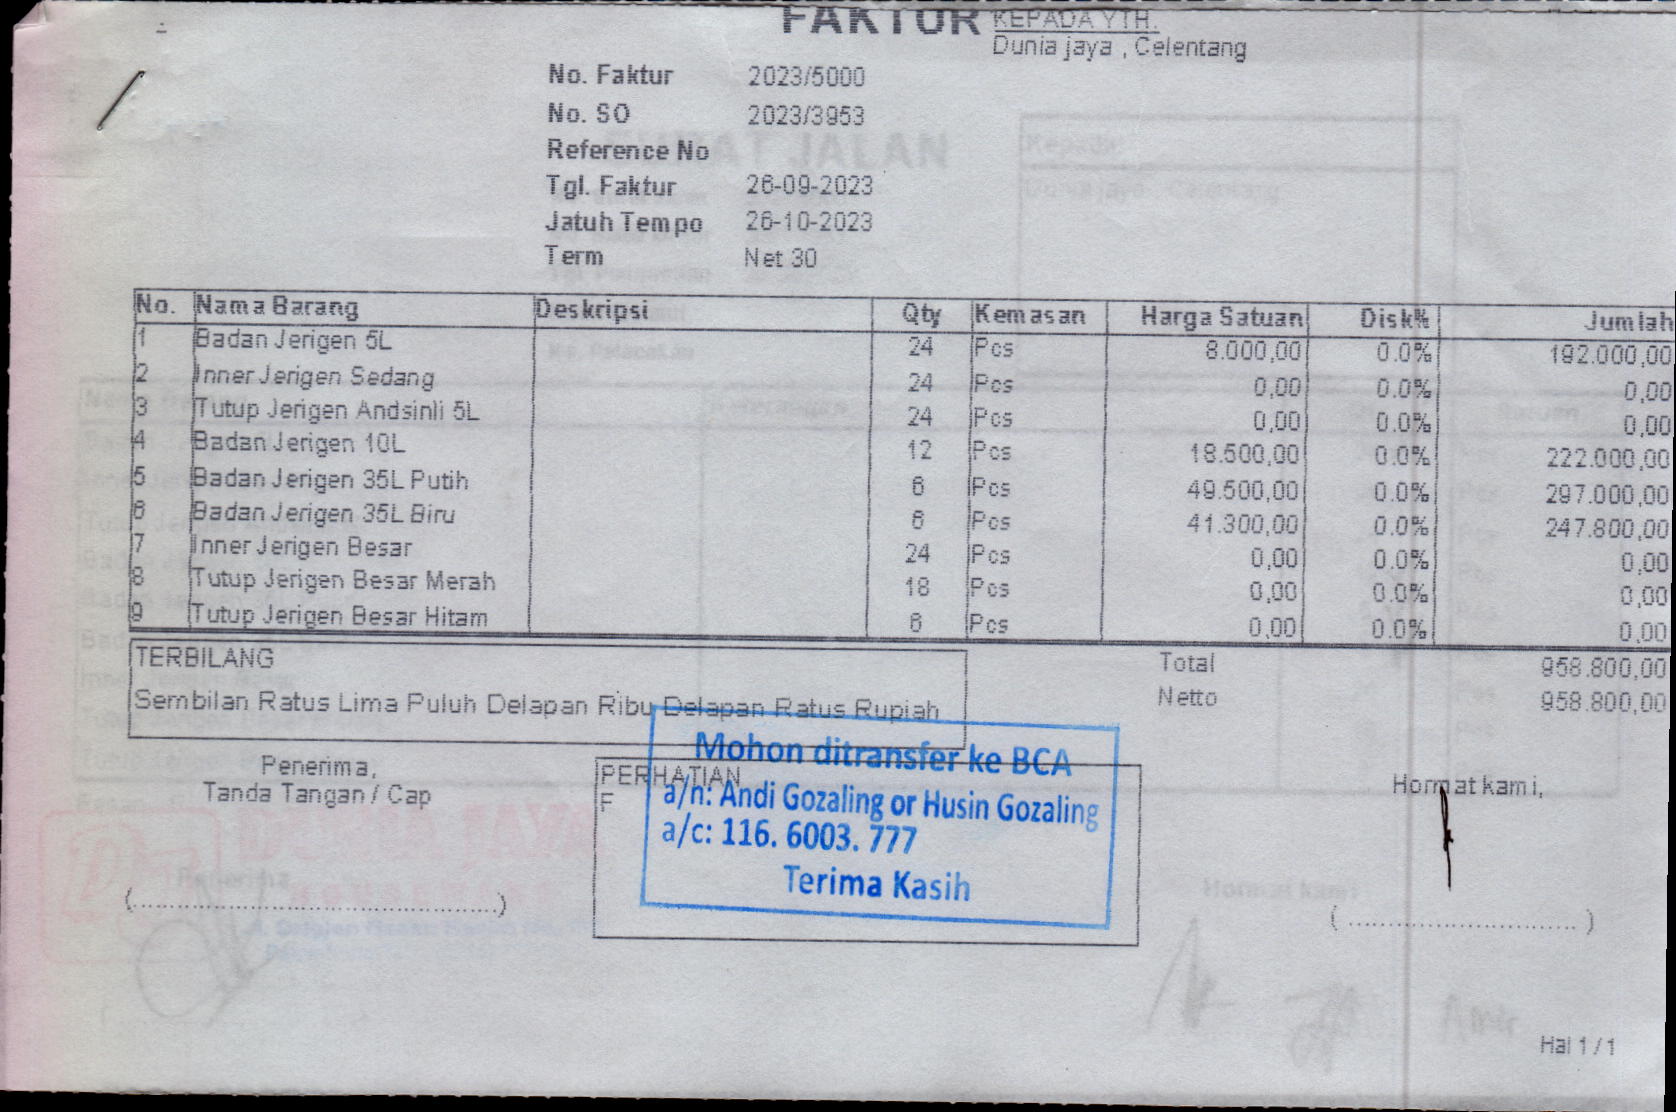 FAKTUR
KEPADA YTH.
Dunia jaya , Celentang
No. Faktur 2023/5000
No. SO 2023/3953
Reference No
Tgl. Faktur 26-09-2023
Jatuh Tempo 26-10-2023
Term Net 30
No. Nama Barang Deskripsi Qty Kemasan Harga Satuan Disk% Jumlah
1 Badan Jerigen 5L 24 Pcs 8.000,00 0.0% 192.000,00
2 Inner Jerigen Sedang 24 Pcs 0,00 0.0% 0,00
3 Tutup Jerigen Andsinli 5L 24 Pcs 0,00 0.0% 0,00
4 Badan Jerigen 10L 12 Pcs 18.500,00 0.0% 222.000,00
5 Badan Jerigen 35L Putih 6 Pcs 49.500,00 0.0% 297.000,00
6 Badan Jerigen 35L Biru 6 Pcs 41.300,00 0.0% 247.800,00
7 Inner Jerigen Besar 24 Pcs 0,00 0.0% 0,00
8 Tutup Jerigen Besar Merah 18 Pcs 0,00 0.0% 0,00
9 Tutup Jerigen Besar Hitam 6 Pcs 0,00 0.0% 0,00
TERBILANG
Sembilan Ratus Lima Puluh Delapan Ribu Delapan Ratus Rupiah
Total 958.800,00
Netto 958.800,00
Penerima,
Tanda Tangan / Cap
(..........................................)
PERHATIAN
F
Mohon ditransfer ke BCA
a/n: Andi Gozaling or Husin Gozaling
a/c: 116. 6003. 777
Terima Kasih
Hormat kami,
( ............................ )
Hal 1 / 1